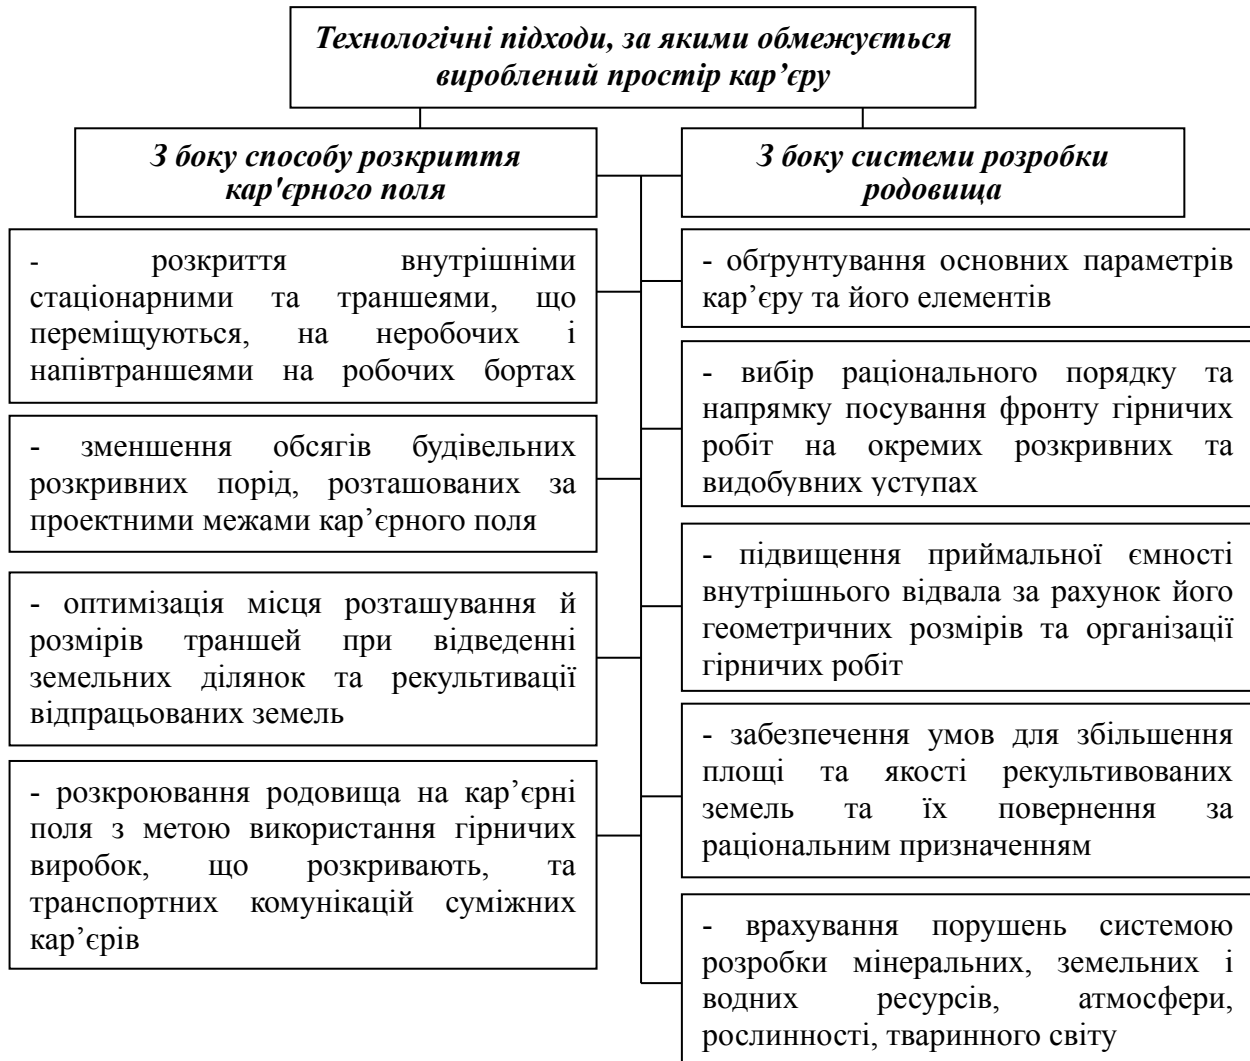 Технологічні підходи, за якими обмежується
вироблений простір кар’єру
З боку способу розкриття
кар'єрного поля
- розкриття внутрішніми
стаціонарними та траншеями, що
переміщуються, на неробочих і
напівтраншеями на робочих бортах
- зменшення обсягів будівельних
розкривних порід, розташованих за
проектними межами кар’єрного поля
- оптимізація місця розташування й
розмірів траншей при відведенні
земельних ділянок та рекультивації
відпрацьованих земель
- розкроювання родовища на кар’єрні
поля з метою використання гірничих
виробок, що розкривають, та
транспортних комунікацій суміжних
кар’єрів
З боку системи розробки
родовища
- обґрунтування основних параметрів
кар’єру та його елементів
- вибір раціонального порядку та
напрямку посування фронту гірничих
робіт на окремих розкривних та
видобувних уступах
- підвищення приймальної ємності
внутрішнього відвала за рахунок його
геометричних розмірів та організації
гірничих робіт
- забезпечення умов для збільшення
площі та якості рекультивованих
земель та їх повернення за
раціональним призначенням
- врахування порушень системою
розробки мінеральних, земельних і
водних ресурсів, атмосфери,
рослинності, тваринного світу